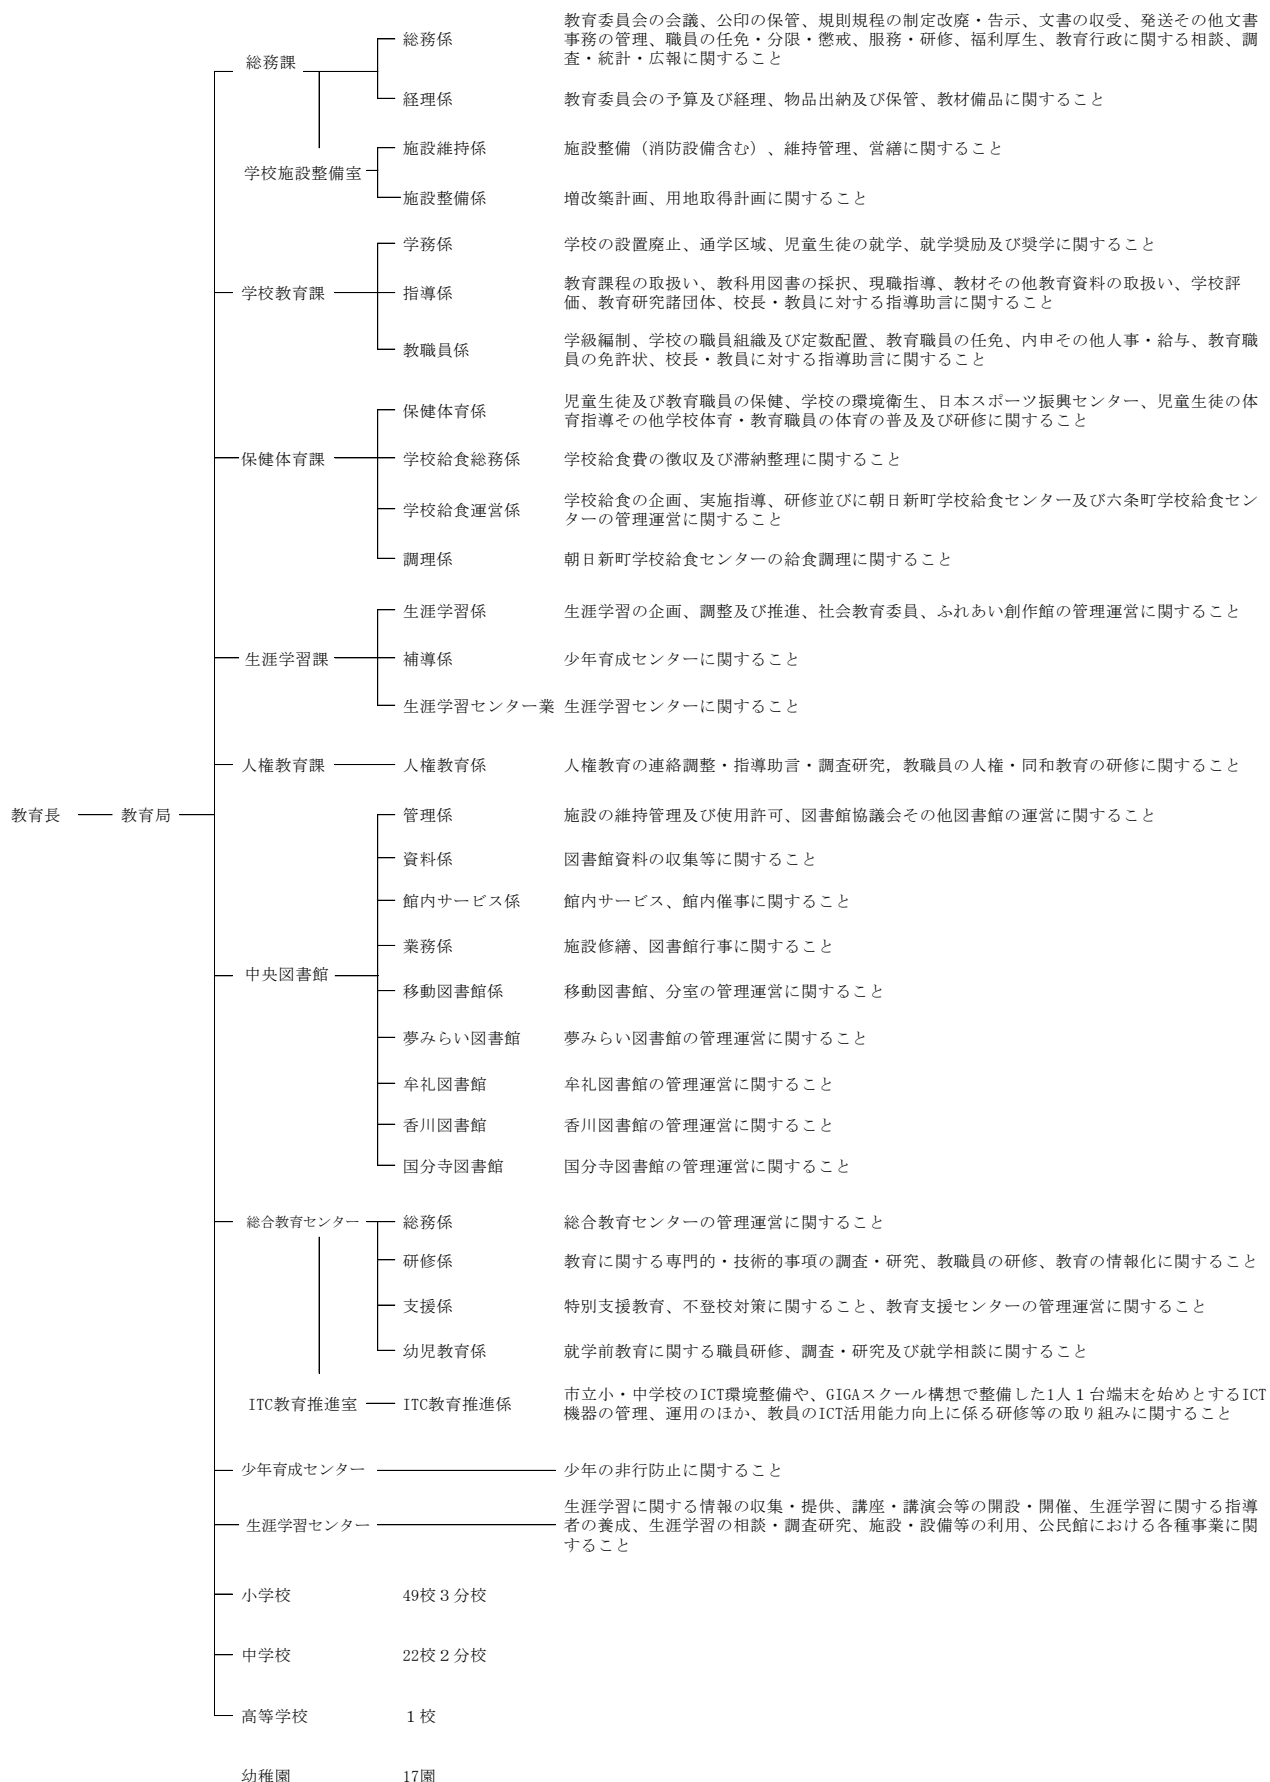 教育委員会の会議、公印の保管、規則規程の制定改廃・告示、文書の収受、発送その他文書
総務係 事務の管理、職員の任免・分限・懲戒、服務・研修、福利厚生、教育行政に関する相談、調
査・統計・広報に関すること
総務課
経理係 教育委員会の予算及び経理、物品出納及び保管、教材備品に関すること
施設維持係 施設整備（消防設備含む）、維持管理、営繕に関すること
学校施設整備室
施設整備係 増改築計画、用地取得計画に関すること
学務係 学校の設置廃止、通学区域、児童生徒の就学、就学奨励及び奨学に関すること
教育課程の取扱い、教科用図書の採択、現職指導、教材その他教育資料の取扱い、学校評
学校教育課 指導係
価、教育研究諸団体、校長・教員に対する指導助言に関すること
学級編制、学校の職員組織及び定数配置、教育職員の任免、内申その他人事・給与、教育職
教職員係
員の免許状、校長・教員に対する指導助言に関すること
児童生徒及び教育職員の保健、学校の環境衛生、日本スポーツ振興センター、児童生徒の体
保健体育係
育指導その他学校体育・教育職員の体育の普及及び研修に関すること
保健体育課 学校給食総務係 学校給食費の徴収及び滞納整理に関すること
学校給食の企画、実施指導、研修並びに朝日新町学校給食センター及び六条町学校給食セン
学校給食運営係
ターの管理運営に関すること
調理係 朝日新町学校給食センターの給食調理に関すること
生涯学習係 生涯学習の企画、調整及び推進、社会教育委員、ふれあい創作館の管理運営に関すること
生涯学習課 補導係 少年育成センターに関すること
生涯学習センター業 生涯学習センターに関すること
人権教育課 人権教育係 人権教育の連絡調整・指導助言・調査研究，教職員の人権・同和教育の研修に関すること
教育長 教育局 管理係 施設の維持管理及び使用許可、図書館協議会その他図書館の運営に関すること
資料係 図書館資料の収集等に関すること
館内サービス係 館内サービス、館内催事に関すること
業務係 施設修繕、図書館行事に関すること
中央図書館
移動図書館係 移動図書館、分室の管理運営に関すること
夢みらい図書館 夢みらい図書館の管理運営に関すること
牟礼図書館 牟礼図書館の管理運営に関すること
香川図書館 香川図書館の管理運営に関すること
国分寺図書館 国分寺図書館の管理運営に関すること
総合教育センター 総務係 総合教育センターの管理運営に関すること
研修係 教育に関する専門的・技術的事項の調査・研究、教職員の研修、教育の情報化に関すること
支援係 特別支援教育、不登校対策に関すること、教育支援センターの管理運営に関すること
幼児教育係 就学前教育に関する職員研修、調査・研究及び就学相談に関すること
市立小・中学校のICT環境整備や、GIGAスクール構想で整備した1人１台端末を始めとするICT
ITC教育推進室 ITC教育推進係
機器の管理、運用のほか、教員のICT活用能力向上に係る研修等の取り組みに関すること
少年育成センター 少年の非行防止に関すること
生涯学習に関する情報の収集・提供、講座・講演会等の開設・開催、生涯学習に関する指導
生涯学習センター 者の養成、生涯学習の相談・調査研究、施設・設備等の利用、公民館における各種事業に関
すること
小学校 49校３分校
中学校 22校２分校
高等学校 １校
幼稚園 17園